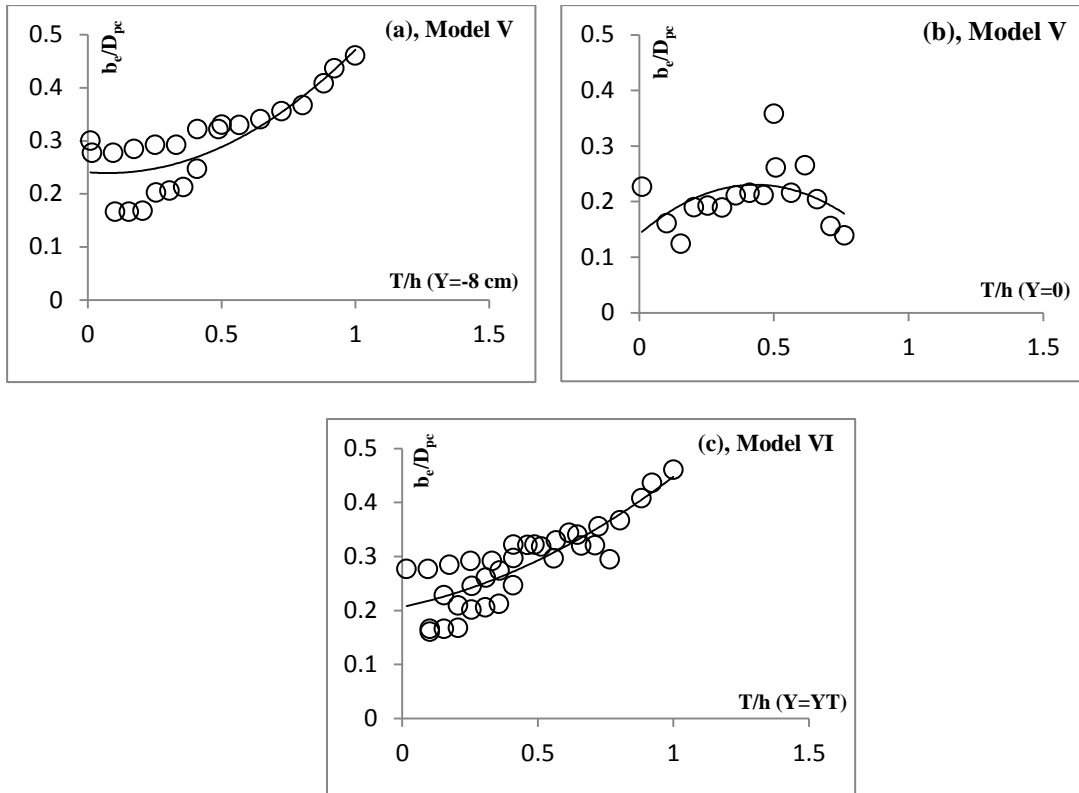 (a), Model V
b_e/D_pc
0.5
0.4
0.3
0.2
0.1
0
0 0.5 1 1.5
T/h (Y=-8 cm)
(b), Model V
b_e/D_pc
0.5
0.4
0.3
0.2
0.1
0
0 0.5 1 1.5
T/h (Y=0)
(c), Model VI
b_e/D_pc
0.5
0.4
0.3
0.2
0.1
0
0 0.5 1 1.5
T/h (Y=YT)